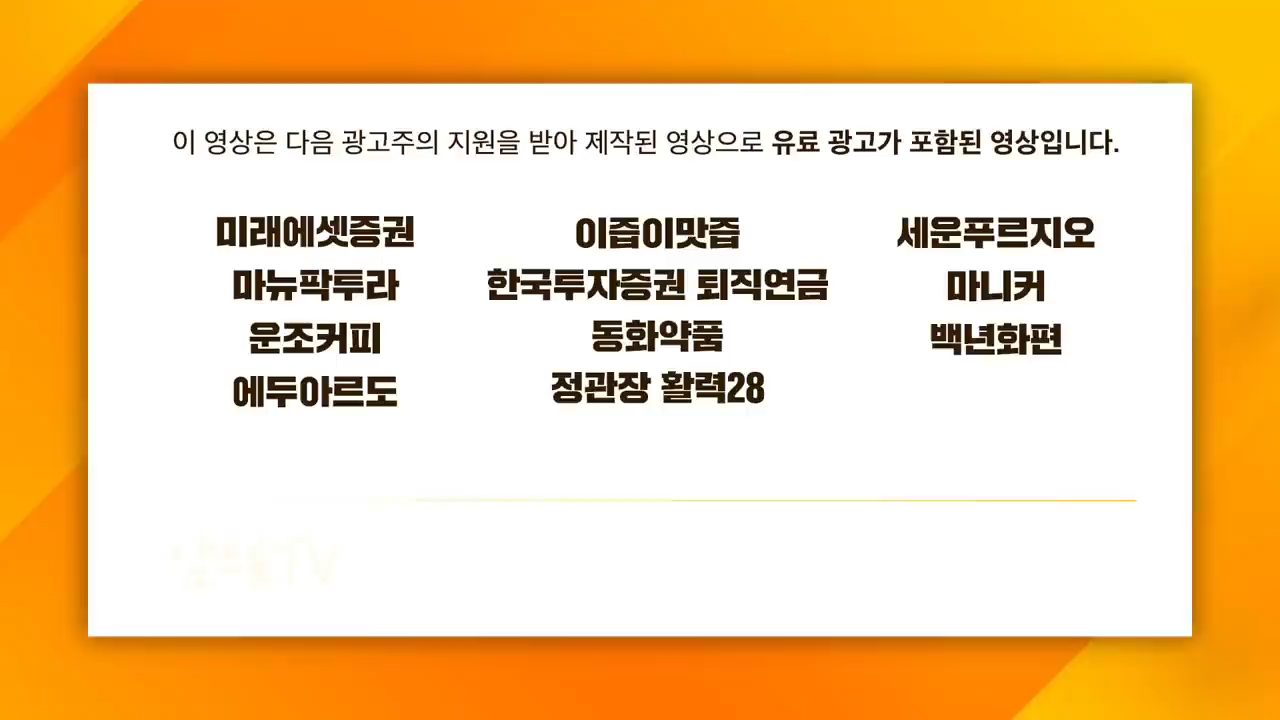 이 영상은 다음 광고주의 지원을 받아 제작된 영상으로 유료 광고가 포함된 영상입니다.
미래에셋증권
마뉴팍투라
운조커피
에두아르도
이즙이맛즙
한국투자증권 퇴직연금
동화약품
정관장 활력28
세운푸르지오
마니커
백년화편